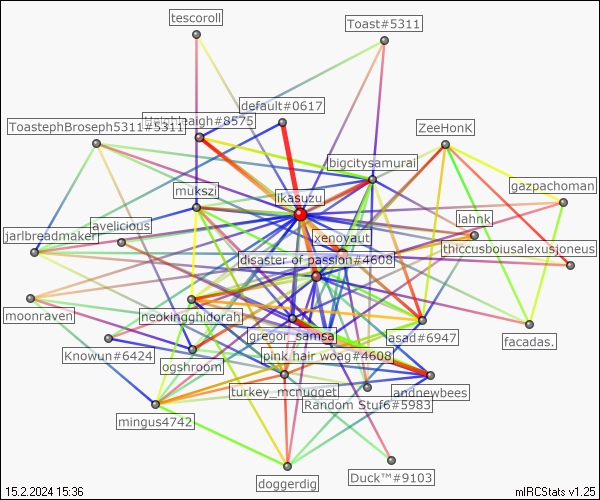 tescoroll
Toast#5311
default#0617
ToastephBroseph5311#5311
leigh#8575
ZeeHonK
bigcitysamurai
mukszi
ikasuzu
gazpachoman
avelicious
lahnk
jarlbreadmaker
xenoyaut
thiccusboiusalexusjoneus
disaster of passion#4608
moonraven
neokingghidorah
gregor_samsa
asad#6947
facadas.
Knowun#6424
pink hair woag#4608
ogshroom
turkey_mcnugget
andnewbees
Random Stuf6#5983
mingus4742
doggerdig
Duck™#9103
15.2.2024 15:36
mIRCStats v1.25